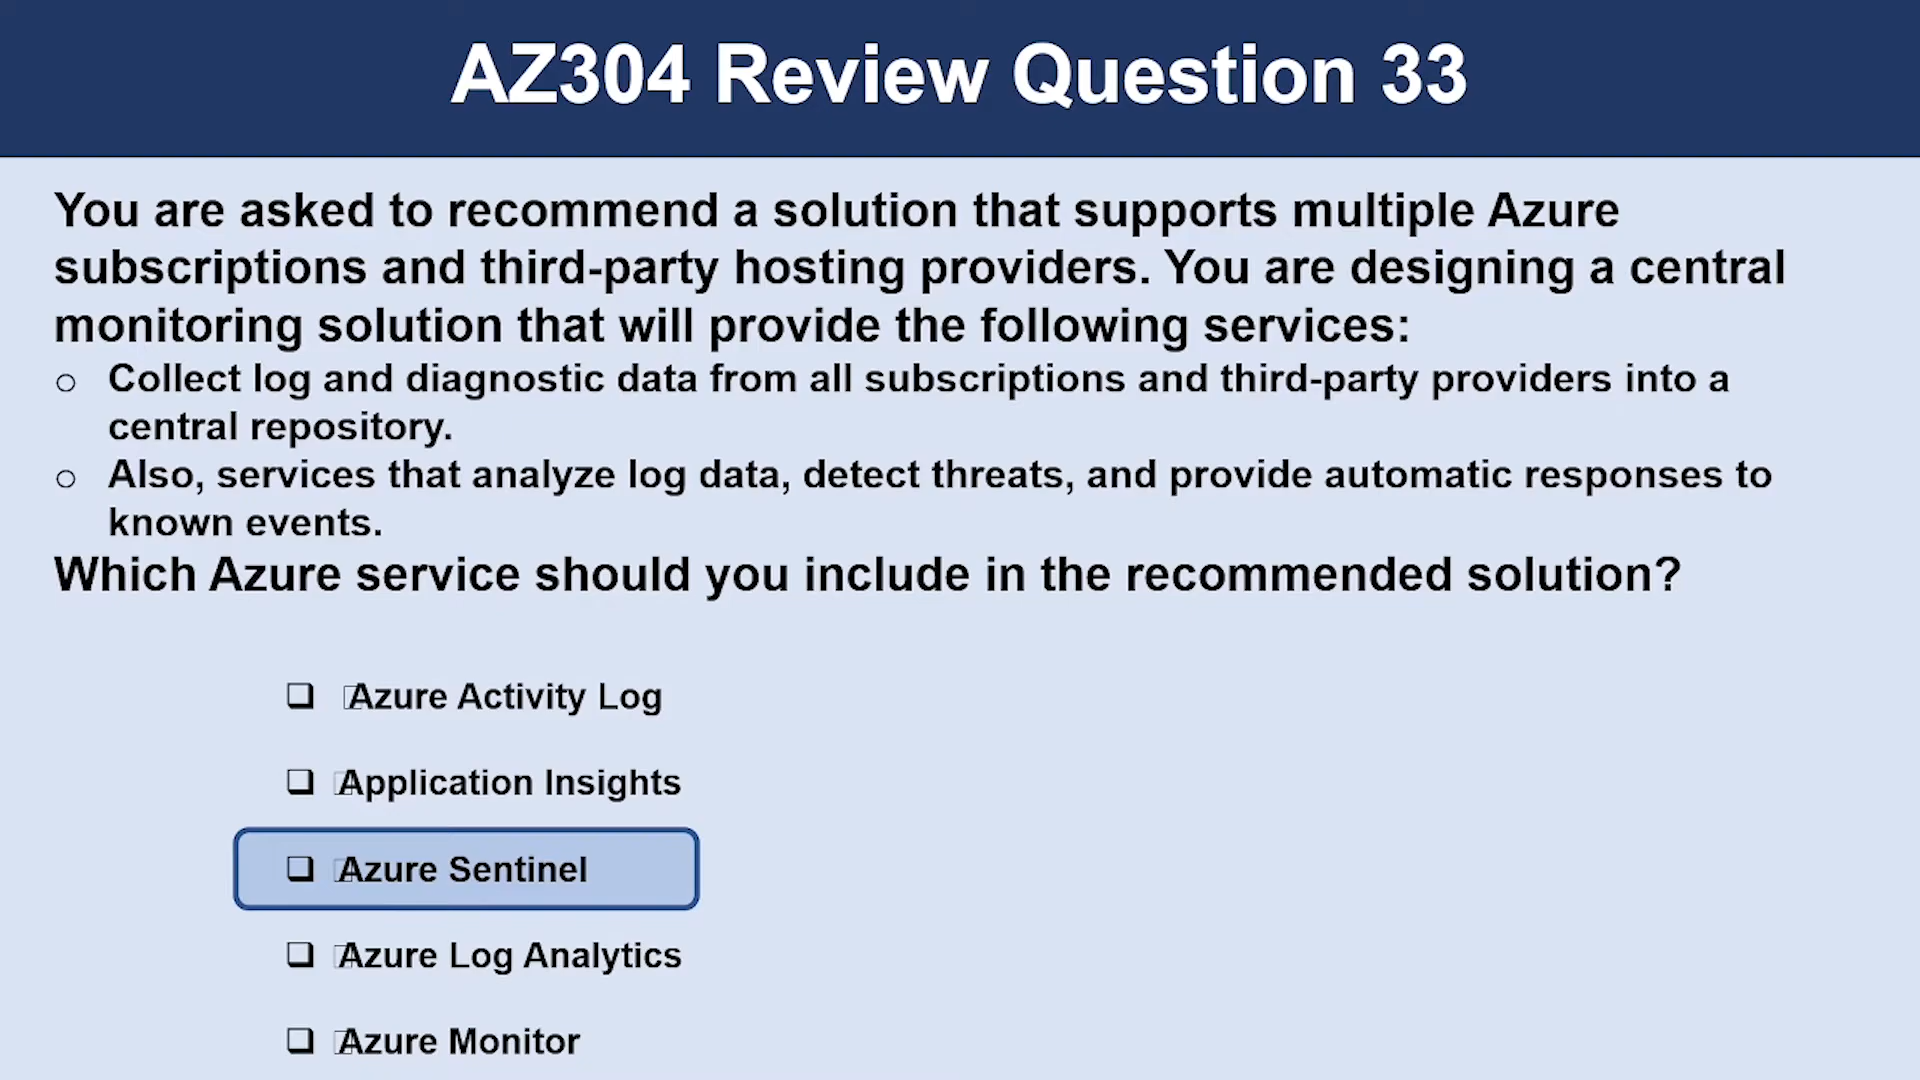 AZ304 Review Question 33
You are asked to recommend a solution that supports multiple Azure
subscriptions and third-party hosting providers. You are designing a central
monitoring solution that will provide the following services:
○ Collect log and diagnostic data from all subscriptions and third-party providers into a
central repository.
○ Also, services that analyze log data, detect threats, and provide automatic responses to
known events.
Which Azure service should you include in the recommended solution?
❑ Azure Activity Log
❑ Application Insights
❑ Azure Sentinel
❑ Azure Log Analytics
❑ Azure Monitor